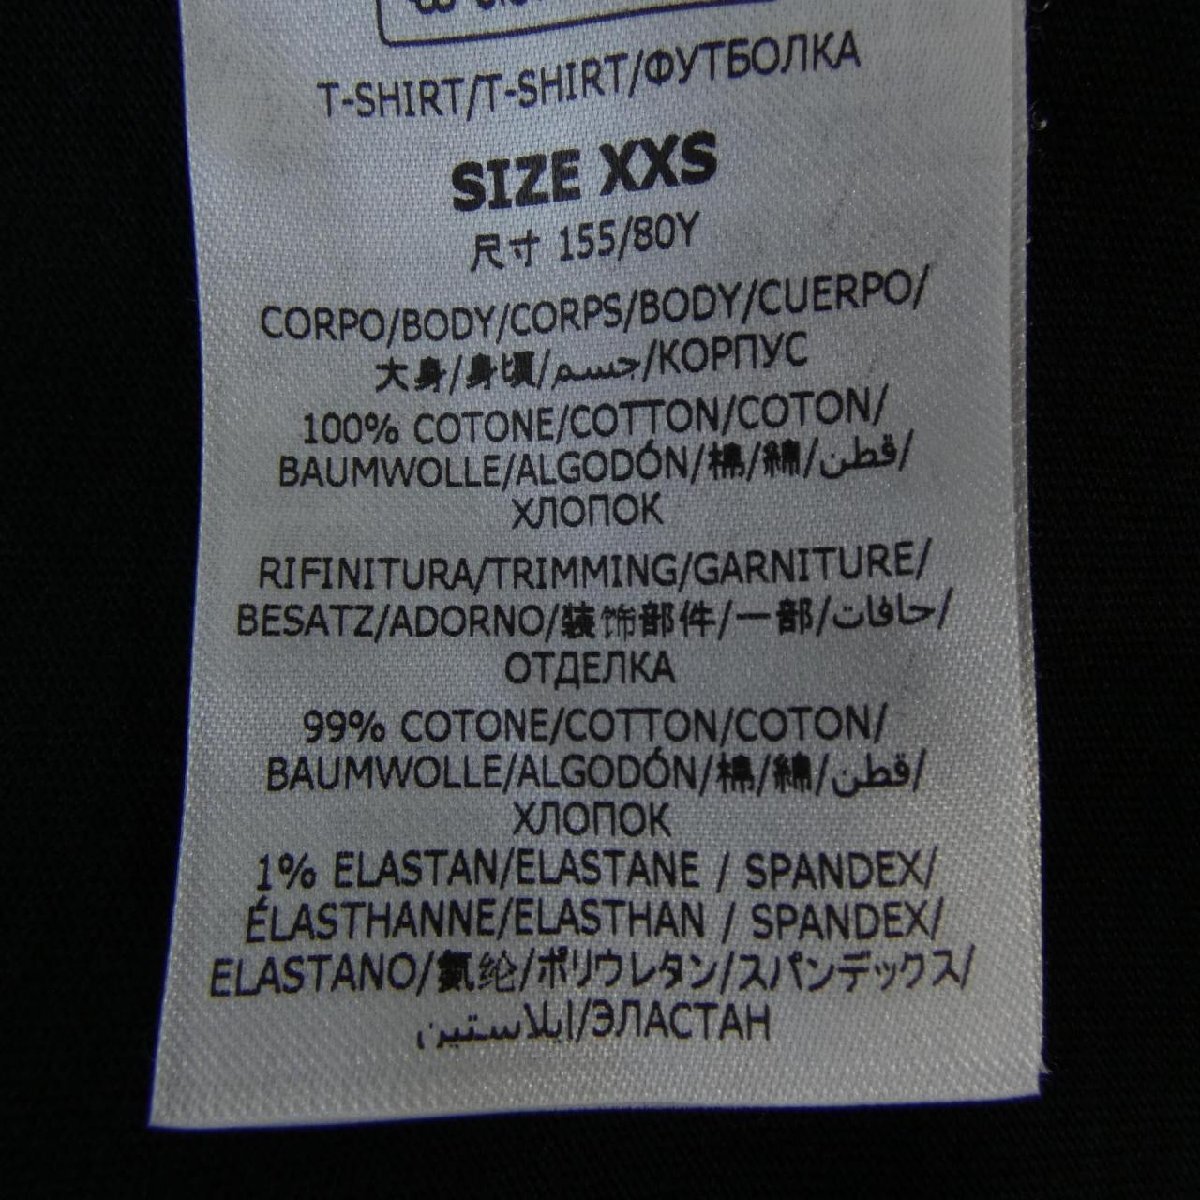 T-SHIRT/T-SHIRT/ФУТБОЛКА
SIZE XXS
尺寸 155/80Y
CORPO/BODY/CORPS/BODY/CUERPO/
大身/身頃/جسم/КОРПУС
100% COTONE/COTTON/COTON/
BAUMWOLLE/ALGODÓN/棉/綿/قطن/
ХЛОПОК
RIFINITURA/TRIMMING/GARNITURE/
BESATZ/ADORNO/装饰部件/一部/حافات/
ОТДЕЛКА
99% COTONE/COTTON/COTON/
BAUMWOLLE/ALGODÓN/棉/綿/قطن/
ХЛОПОК
1% ELASTAN/ELASTANE / SPANDEX/
ÉLASTHANNE/ELASTHAN / SPANDEX/
ELASTANO/氨纶/ポリウレタン/スパンデックス/
ايلاستين/ЭЛАСТАН